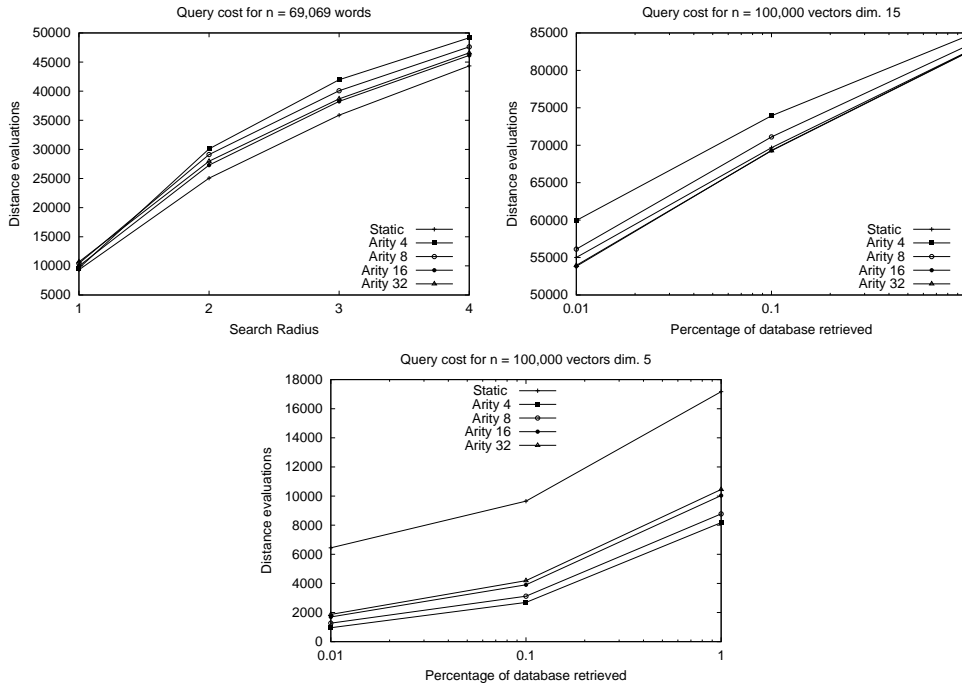 Query cost for n = 69,069 words
50000
45000
40000
35000
30000
25000
20000
15000
10000
5000
Distance evaluations
Static
Arity 4
Arity 8
Arity 16
Arity 32
1 2 3 4
Search Radius
Query cost for n = 100,000 vectors dim. 15
85000
80000
75000
70000
65000
60000
55000
50000
Distance evaluations
Static
Arity 4
Arity 8
Arity 16
Arity 32
0.01 0.1
Percentage of database retrieved
Query cost for n = 100,000 vectors dim. 5
18000
16000
14000
12000
10000
8000
6000
4000
2000
0
Distance evaluations
Static
Arity 4
Arity 8
Arity 16
Arity 32
0.01 0.1 1
Percentage of database retrieved